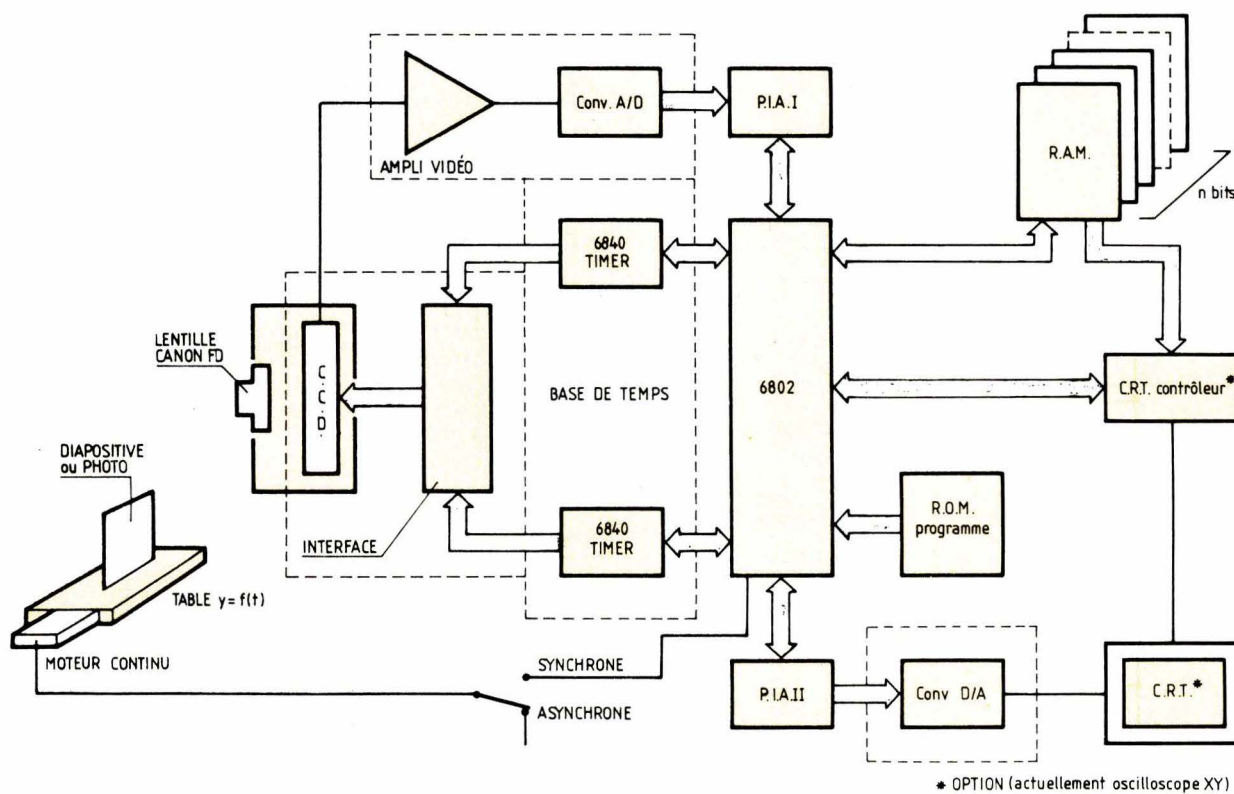 Conv. A/D
P.I.A. I
AMPLI VIDÉO
R.A.M.
n bits
6840
TIMER
LENTILLE
CANON FD
C.C.D.
BASE DE TEMPS
6802
C.R.T. contrôleur*
DIAPOSITIVE
ou PHOTO
INTERFACE
6840
TIMER
R.O.M.
programme
TABLE y= f(t)
MOTEUR CONTINU
SYNCHRONE
ASYNCHRONE
P.I.A.II
Conv D/A
C.R.T.*
* OPTION (actuellement oscilloscope XY)